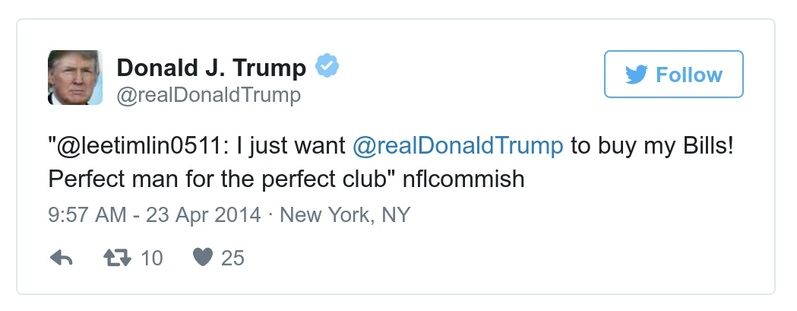 Donald J. Trump
@realDonaldTrump
Follow
"@leetimlin0511: I just want @realDonaldTrump to buy my Bills!
Perfect man for the perfect club" nflcommish
9:57 AM - 23 Apr 2014 · New York, NY
10 25